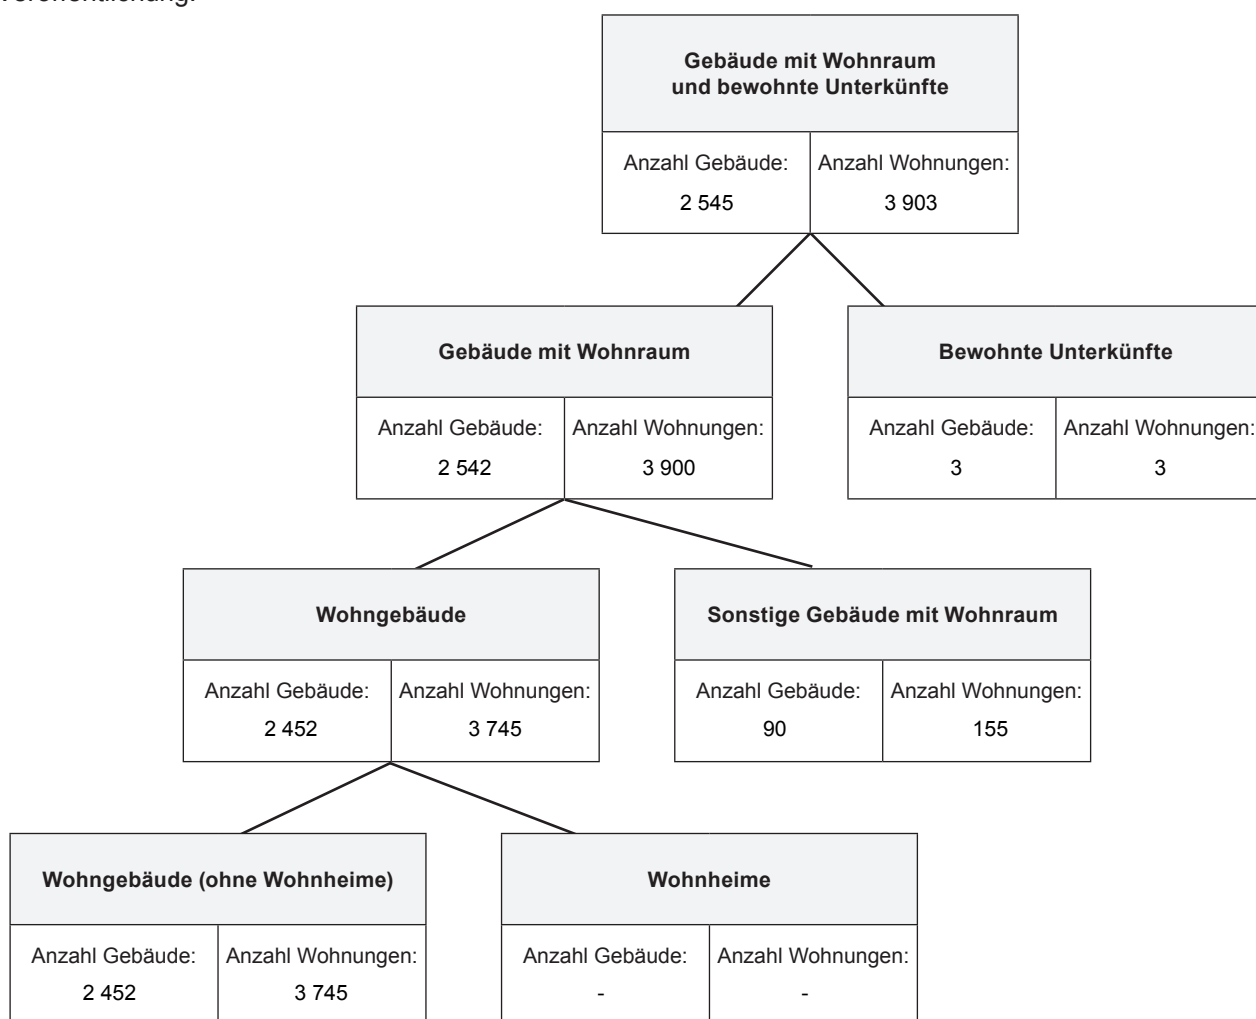 Veröffentlichung.
Gebäude mit Wohnraum
und bewohnte Unterkünfte
Anzahl Gebäude: Anzahl Wohnungen:
2 545 3 903
Gebäude mit Wohnraum Bewohnte Unterkünfte
Anzahl Gebäude: Anzahl Wohnungen: Anzahl Gebäude: Anzahl Wohnungen:
2 542 3 900 3 3
Wohngebäude Sonstige Gebäude mit Wohnraum
Anzahl Gebäude: Anzahl Wohnungen: Anzahl Gebäude: Anzahl Wohnungen:
2 452 3 745 90 155
Wohngebäude (ohne Wohnheime) Wohnheime
Anzahl Gebäude: Anzahl Wohnungen: Anzahl Gebäude: Anzahl Wohnungen:
2 452 3 745 - -